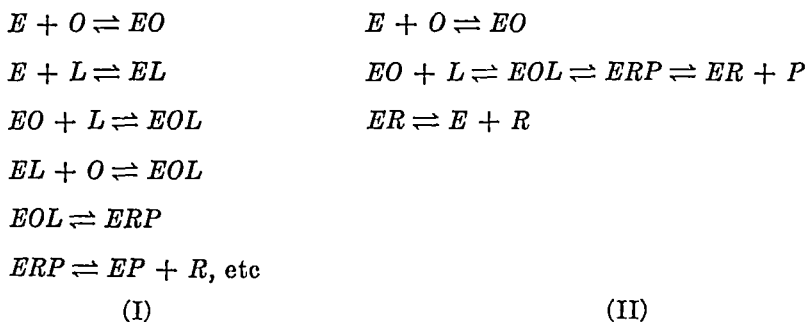 E + O ⇌ EO
E + L ⇌ EL
EO + L ⇌ EOL
EL + O ⇌ EOL
EOL ⇌ ERP
ERP ⇌ EP + R, etc
(I)
E + O ⇌ EO
EO + L ⇌ EOL ⇌ ERP ⇌ ER + P
ER ⇌ E + R
(II)